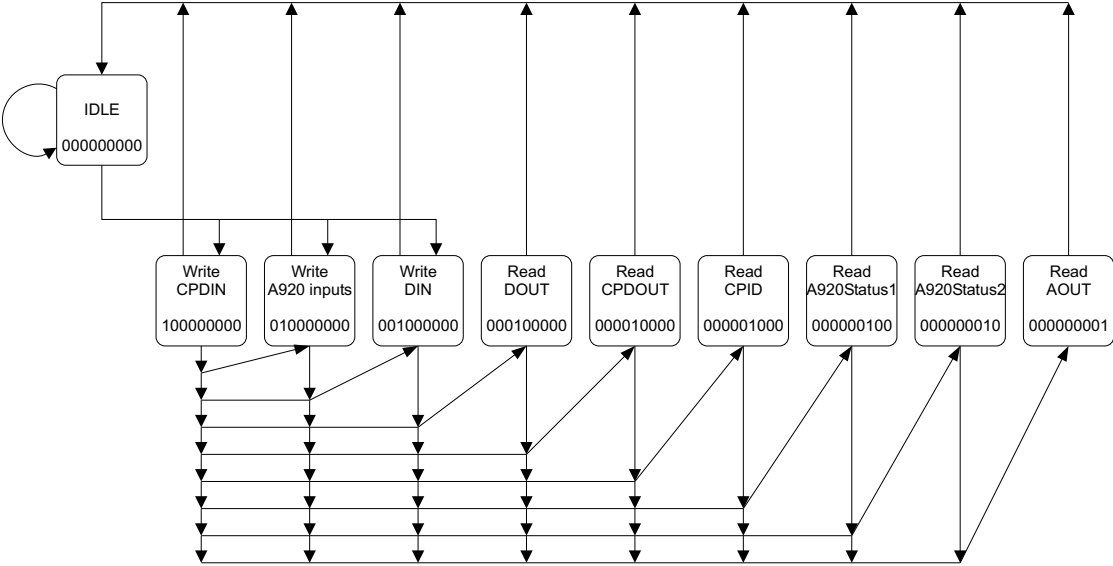 IDLE
000000000
Write
CPDIN
100000000
Write
A920 inputs
010000000
Write
DIN
001000000
Read
DOUT
000100000
Read
CPDOUT
000010000
Read
CPID
000001000
Read
A920Status1
000000100
Read
A920Status2
000000010
Read
AOUT
000000001